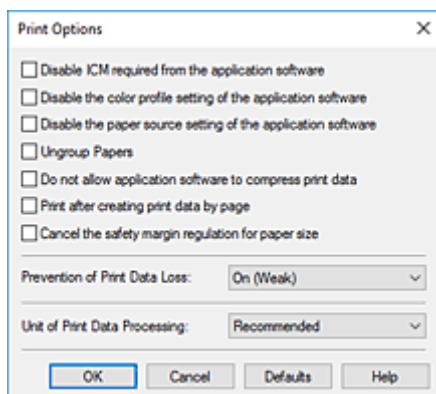 Print Options
Disable ICM required from the application software
Disable the color profile setting of the application software
Disable the paper source setting of the application software
Ungroup Papers
Do not allow application software to compress print data
Print after creating print data by page
Cancel the safety margin regulation for paper size
Prevention of Print Data Loss: On (Weak)
Unit of Print Data Processing: Recommended
OK Cancel Defaults Help